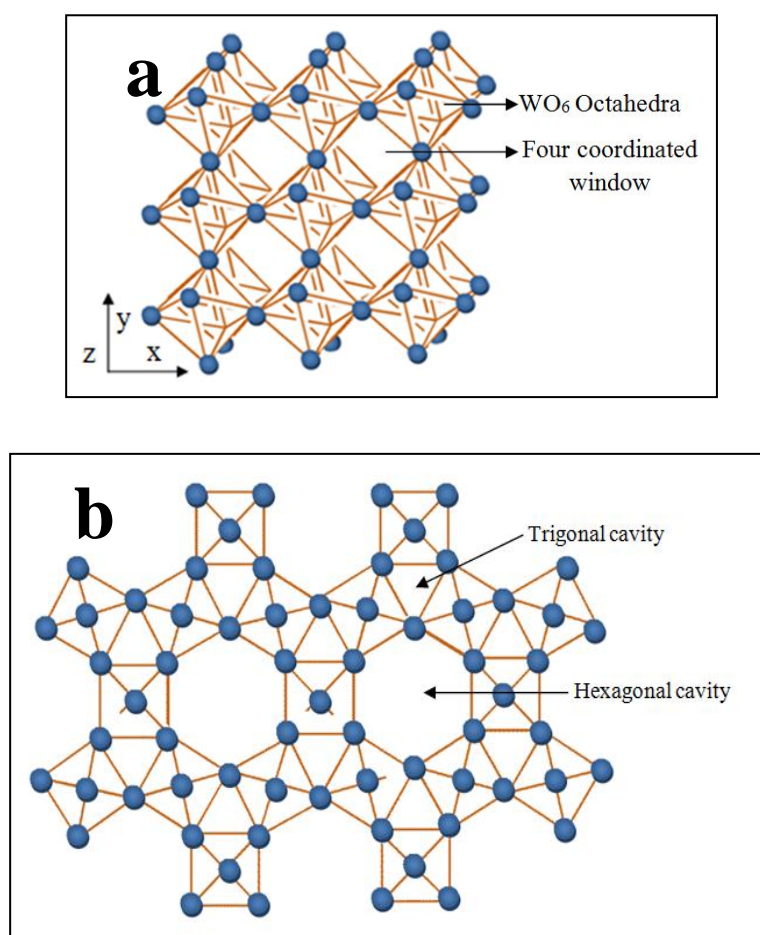 a
WO₆ Octahedra
Four coordinated
window
y
z
x
b
Trigonal cavity
Hexagonal cavity